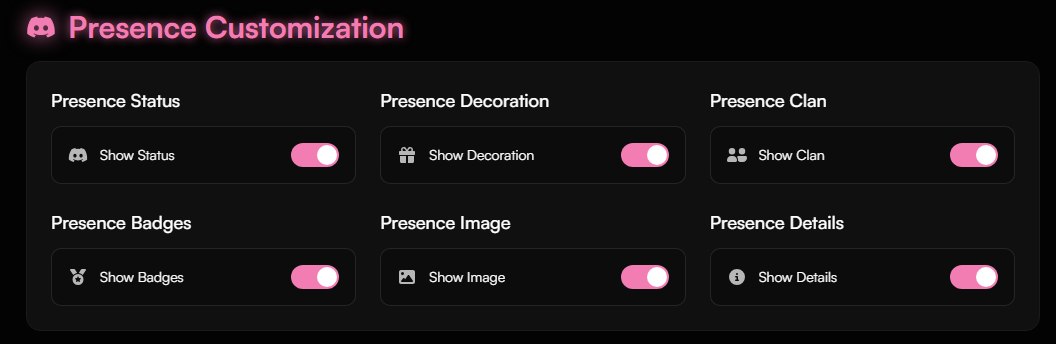 Presence Customization
Presence Status
Presence Decoration
Presence Clan
Show Status
Show Decoration
Show Clan
Presence Badges
Presence Image
Presence Details
Show Badges
Show Image
Show Details